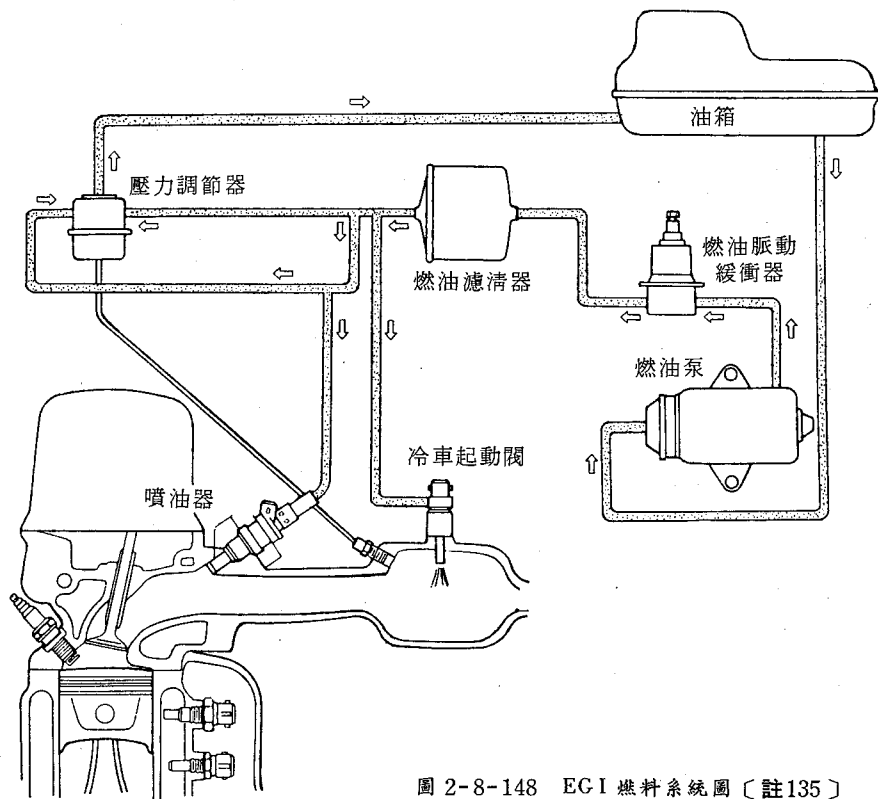 油箱
壓力調節器
燃油濾清器
燃油脈動
緩衝器
燃油泵
冷車起動閥
噴油器
圖 2-8-148 EGI 燃料系統圖〔註135〕